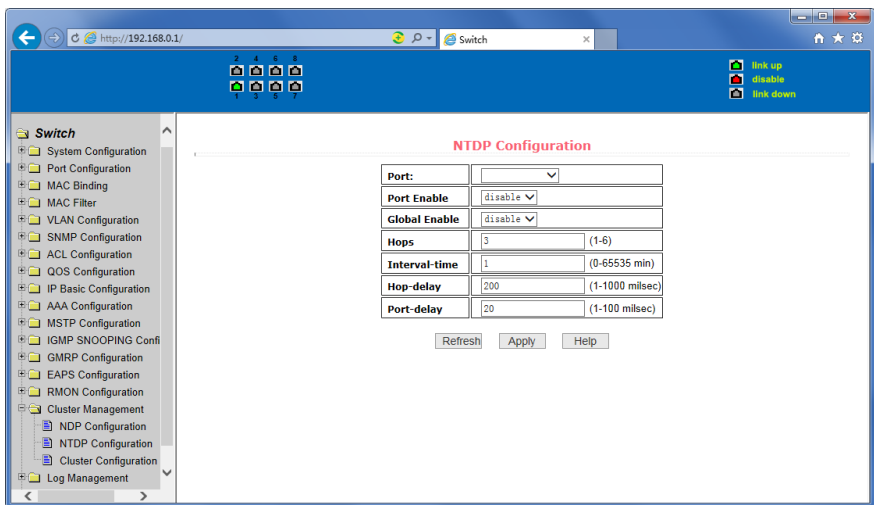 http://192.168.0.1/
Switch
2 4 6 8
1 3 5 7
link up
disable
link down
Switch
System Configuration
Port Configuration
MAC Binding
MAC Filter
VLAN Configuration
SNMP Configuration
ACL Configuration
QOS Configuration
IP Basic Configuration
AAA Configuration
MSTP Configuration
IGMP SNOOPING Confi
GMRP Configuration
EAPS Configuration
RMON Configuration
Cluster Management
NDP Configuration
NTDP Configuration
Cluster Configuration
Log Management
NTDP Configuration
Port:
Port Enable disable
Global Enable disable
Hops 3 (1-6)
Interval-time 1 (0-65535 min)
Hop-delay 200 (1-1000 milsec)
Port-delay 20 (1-100 milsec)
Refresh Apply Help